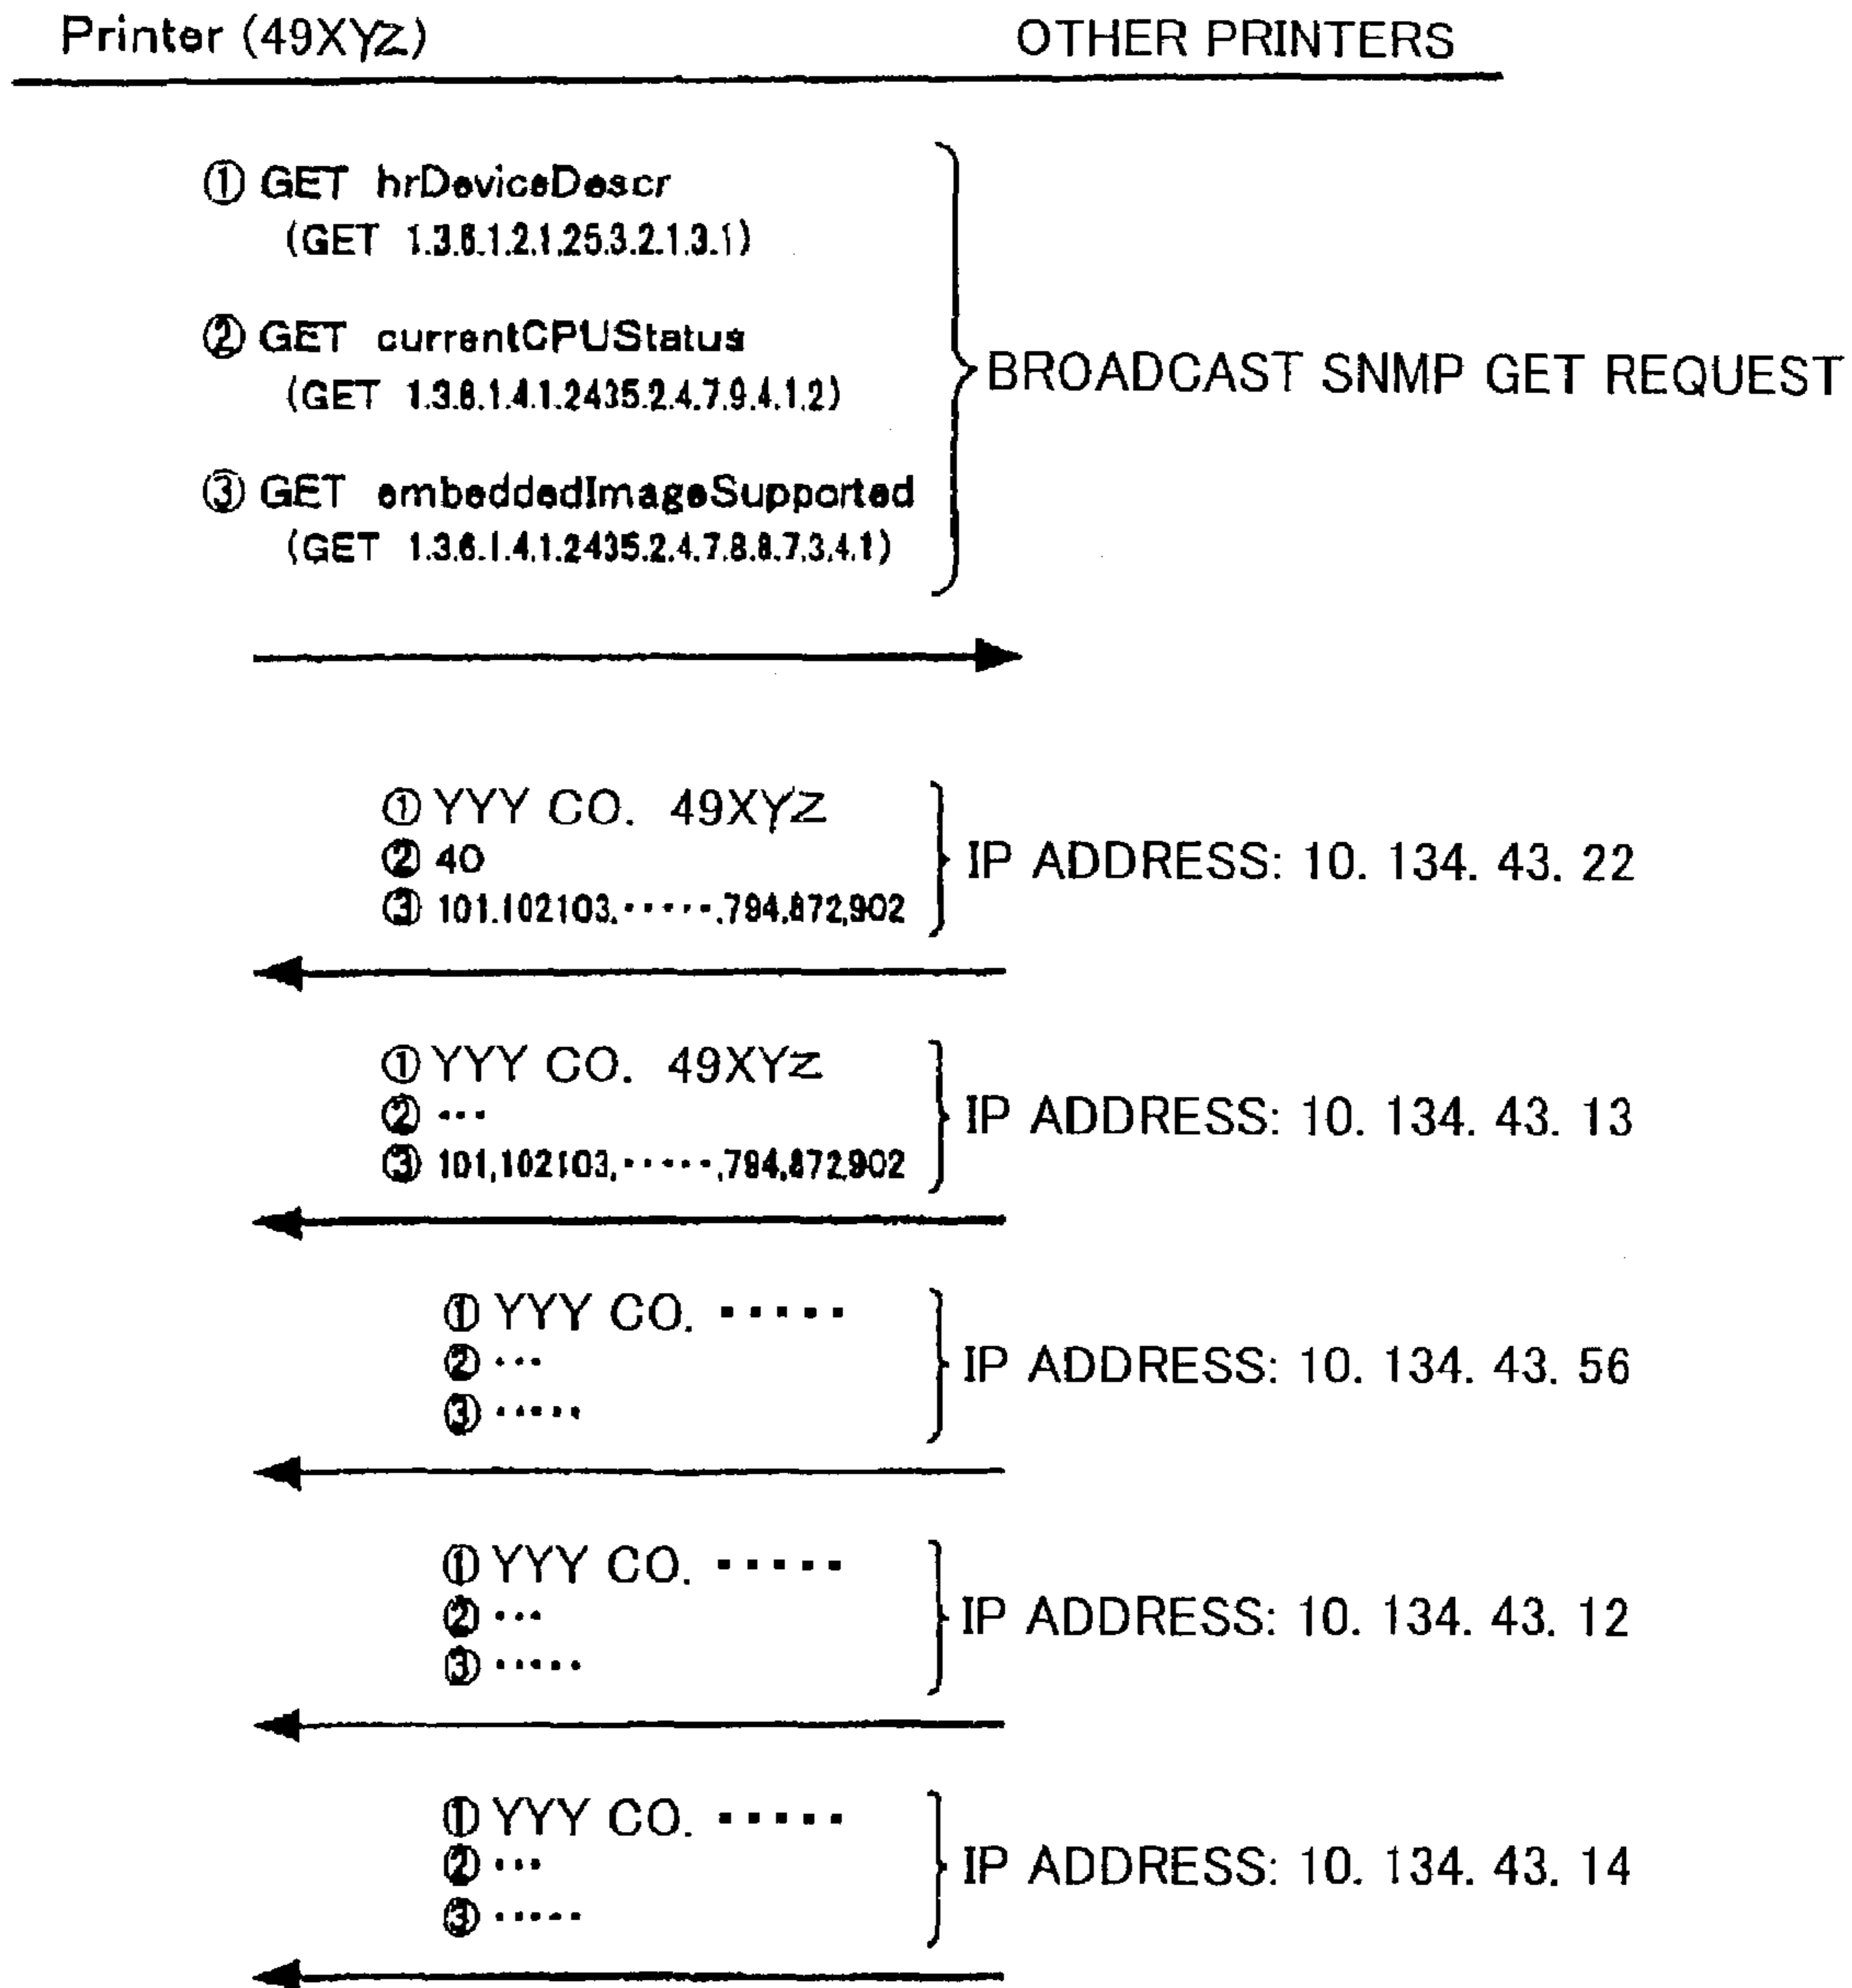 Printer (49XYZ) OTHER PRINTERS
① GET hrDeviceDescr
(GET 1.3.6.1.2.1.25.3.2.1.3.1)
② GET currentCPUStatus
(GET 1.3.6.1.4.1.2435.2.4.7.9.4.1.2)
③ GET embeddedImageSupported
(GET 1.3.6.1.4.1.2435.2.4.7.8.8.7.3.4.1)
BROADCAST SNMP GET REQUEST
① YYY CO. 49XYZ
② 40
③ 101.102103,·····,794,872,902
IP ADDRESS: 10. 134. 43. 22
① YYY CO. 49XYZ
② ···
③ 101,102103,·····,794,872,902
IP ADDRESS: 10. 134. 43. 13
① YYY CO. ·····
② ···
③ ·····
IP ADDRESS: 10. 134. 43. 56
① YYY CO. ·····
② ···
③ ·····
IP ADDRESS: 10. 134. 43. 12
① YYY CO. ·····
② ···
③ ·····
IP ADDRESS: 10. 134. 43. 14